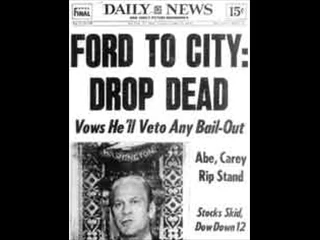 FINAL
DAILY NEWS
15¢
FORD TO CITY:
DROP DEAD
Vows He'll Veto Any Bail-Out
Abe, Carey
Rip Stand
Stocks Skid,
Dow Down 12